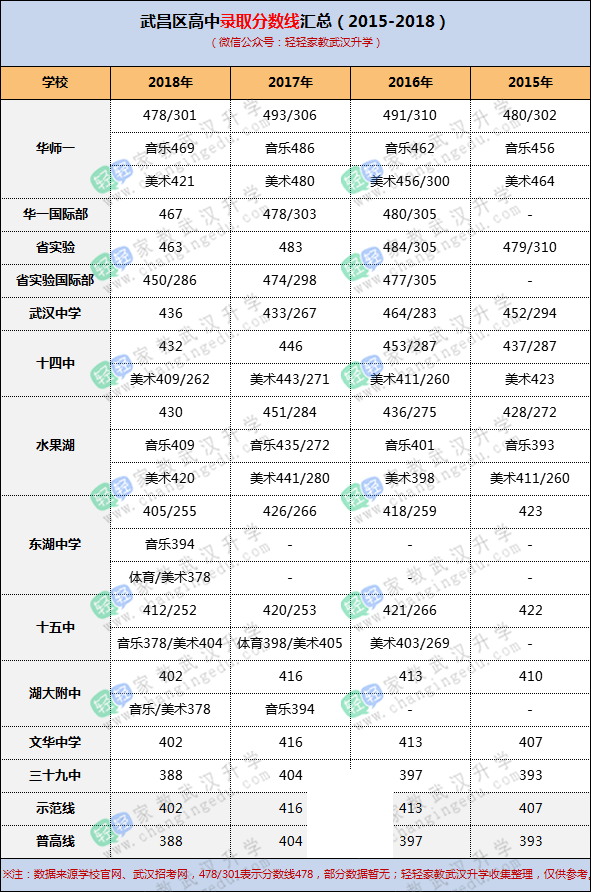 武昌区高中录取分数线汇总（2015-2018）
（微信公众号：轻轻家教武汉升学）
学校 2018年 2017年 2016年 2015年
华师一 478/301 493/306 491/310 480/302
音乐469 音乐486 音乐462 音乐456
美术421 美术480 美术456/300 美术464
华一国际部 467 478/303 480/305 -
省实验 463 483 484/305 479/310
省实验国际部 450/286 474/298 477/305 -
武汉中学 436 433/267 464/283 452/294
十四中 432 446 453/287 437/287
美术409/262 美术443/271 美术411/260 美术423
水果湖 430 451/284 436/275 428/272
音乐409 音乐435/272 音乐401 音乐393
美术420 美术441/280 美术398 美术411/260
东湖中学 405/255 426/266 418/259 423
音乐394 - - -
体育/美术378 - - -
十五中 412/252 420/253 421/266 422
音乐378/美术404 体育398/美术405 美术403/269 -
湖大附中 402 416 413 410
音乐/美术378 音乐394 - -
文华中学 402 416 413 407
三十九中 388 404 397 393
示范线 402 416 413 407
普高线 388 404 397 393
※注：数据来源学校官网、武汉招考网，478/301表示分数线478，部分数据暂无；轻轻家教武汉升学收集整理，仅供参考。
轻轻家教武汉升学
www.changingedu.com